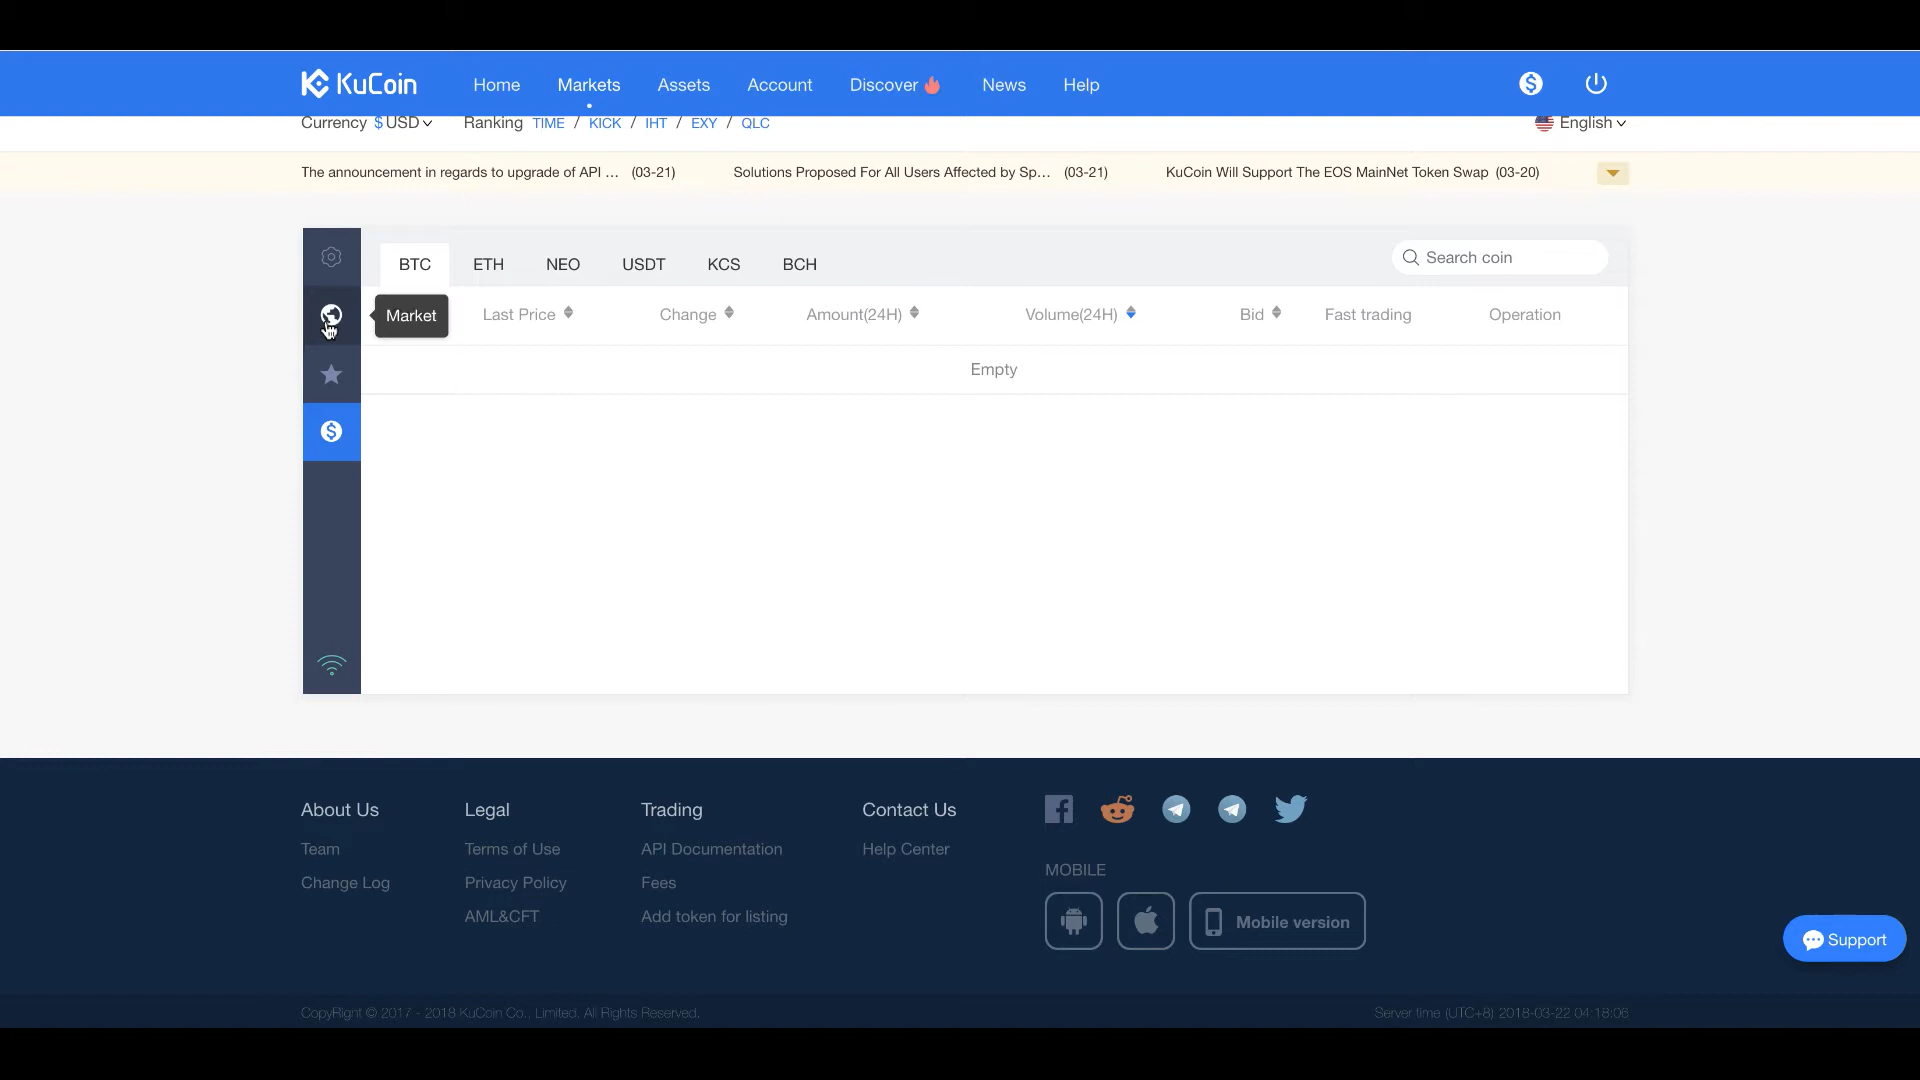 KuCoin Home Markets Assets Account Discover News Help
Currency $ USD Ranking TIME / KICK / IHT / EXY / QLC English
The announcement in regards to upgrade of API ... (03-21) Solutions Proposed For All Users Affected by Sp... (03-21) KuCoin Will Support The EOS MainNet Token Swap (03-20)
BTC ETH NEO USDT KCS BCH Search coin
Market Last Price Change Amount(24H) Volume(24H) Bid Fast trading Operation
Empty
About Us Legal Trading Contact Us
Team Terms of Use API Documentation Help Center
Change Log Privacy Policy Fees
AML&CFT Add token for listing
MOBILE
Mobile version
Support
CopyRight © 2017 - 2018 KuCoin Co., Limited. All Rights Reserved. Server time (UTC+8) 2018-03-22 04:18:06